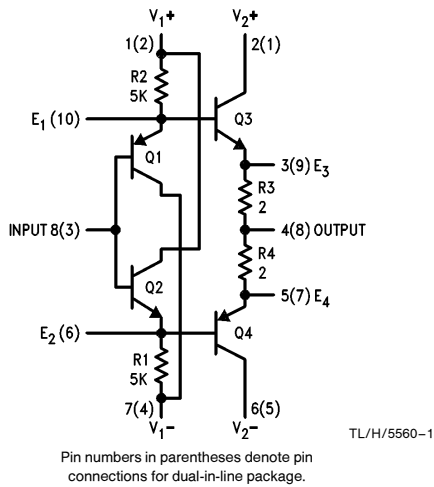 V1+ V2+
1(2) 2(1)
R2
5K
E1 (10) Q3
Q1
3(9) E3
R3
2
INPUT 8(3) 4(8) OUTPUT
R4
2
Q2
5(7) E4
E2 (6) Q4
R1
5K
7(4) 6(5)
V1− V2−
TL/H/5560–1
Pin numbers in parentheses denote pin
connections for dual-in-line package.